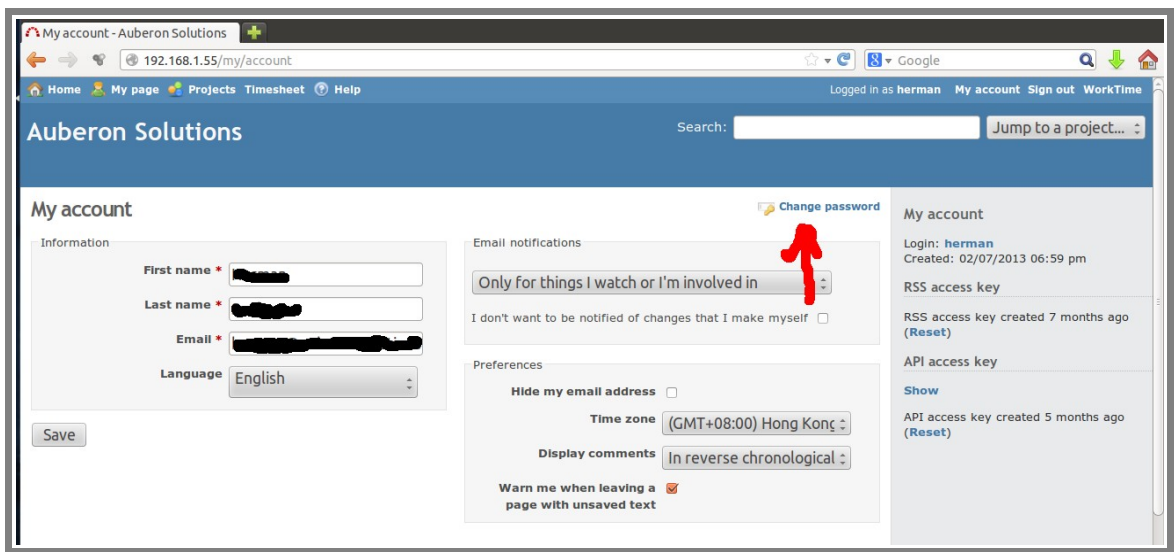 My account - Auberon Solutions
192.168.1.55/my/account
Google
Home My page Projects Timesheet Help
Logged in as herman My account Sign out WorkTime
Auberon Solutions
Search:
Jump to a project...
My account
Change password
Information
First name *
Last name *
Email *
Language English
Save
Email notifications
Only for things I watch or I'm involved in
I don't want to be notified of changes that I make myself
Preferences
Hide my email address
Time zone (GMT+08:00) Hong Kong
Display comments In reverse chronological
Warn me when leaving a
page with unsaved text
My account
Login: herman
Created: 02/07/2013 06:59 pm
RSS access key
RSS access key created 7 months ago
(Reset)
API access key
Show
API access key created 5 months ago
(Reset)